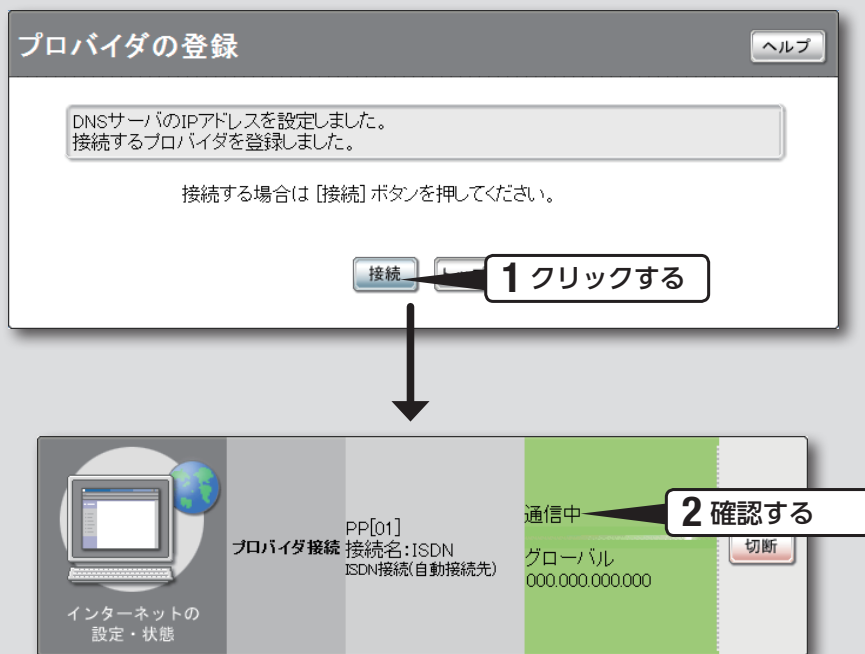 プロバイダの登録
ヘルプ
DNSサーバのIPアドレスを設定しました。
接続するプロバイダを登録しました。
接続する場合は [接続] ボタンを押してください。
接続
1 クリックする
インターネットの
設定・状態
プロバイダ接続
PP[01]
接続名:ISDN
ISDN接続(自動接続先)
通信中
グローバル
000.000.000.000
2 確認する
切断